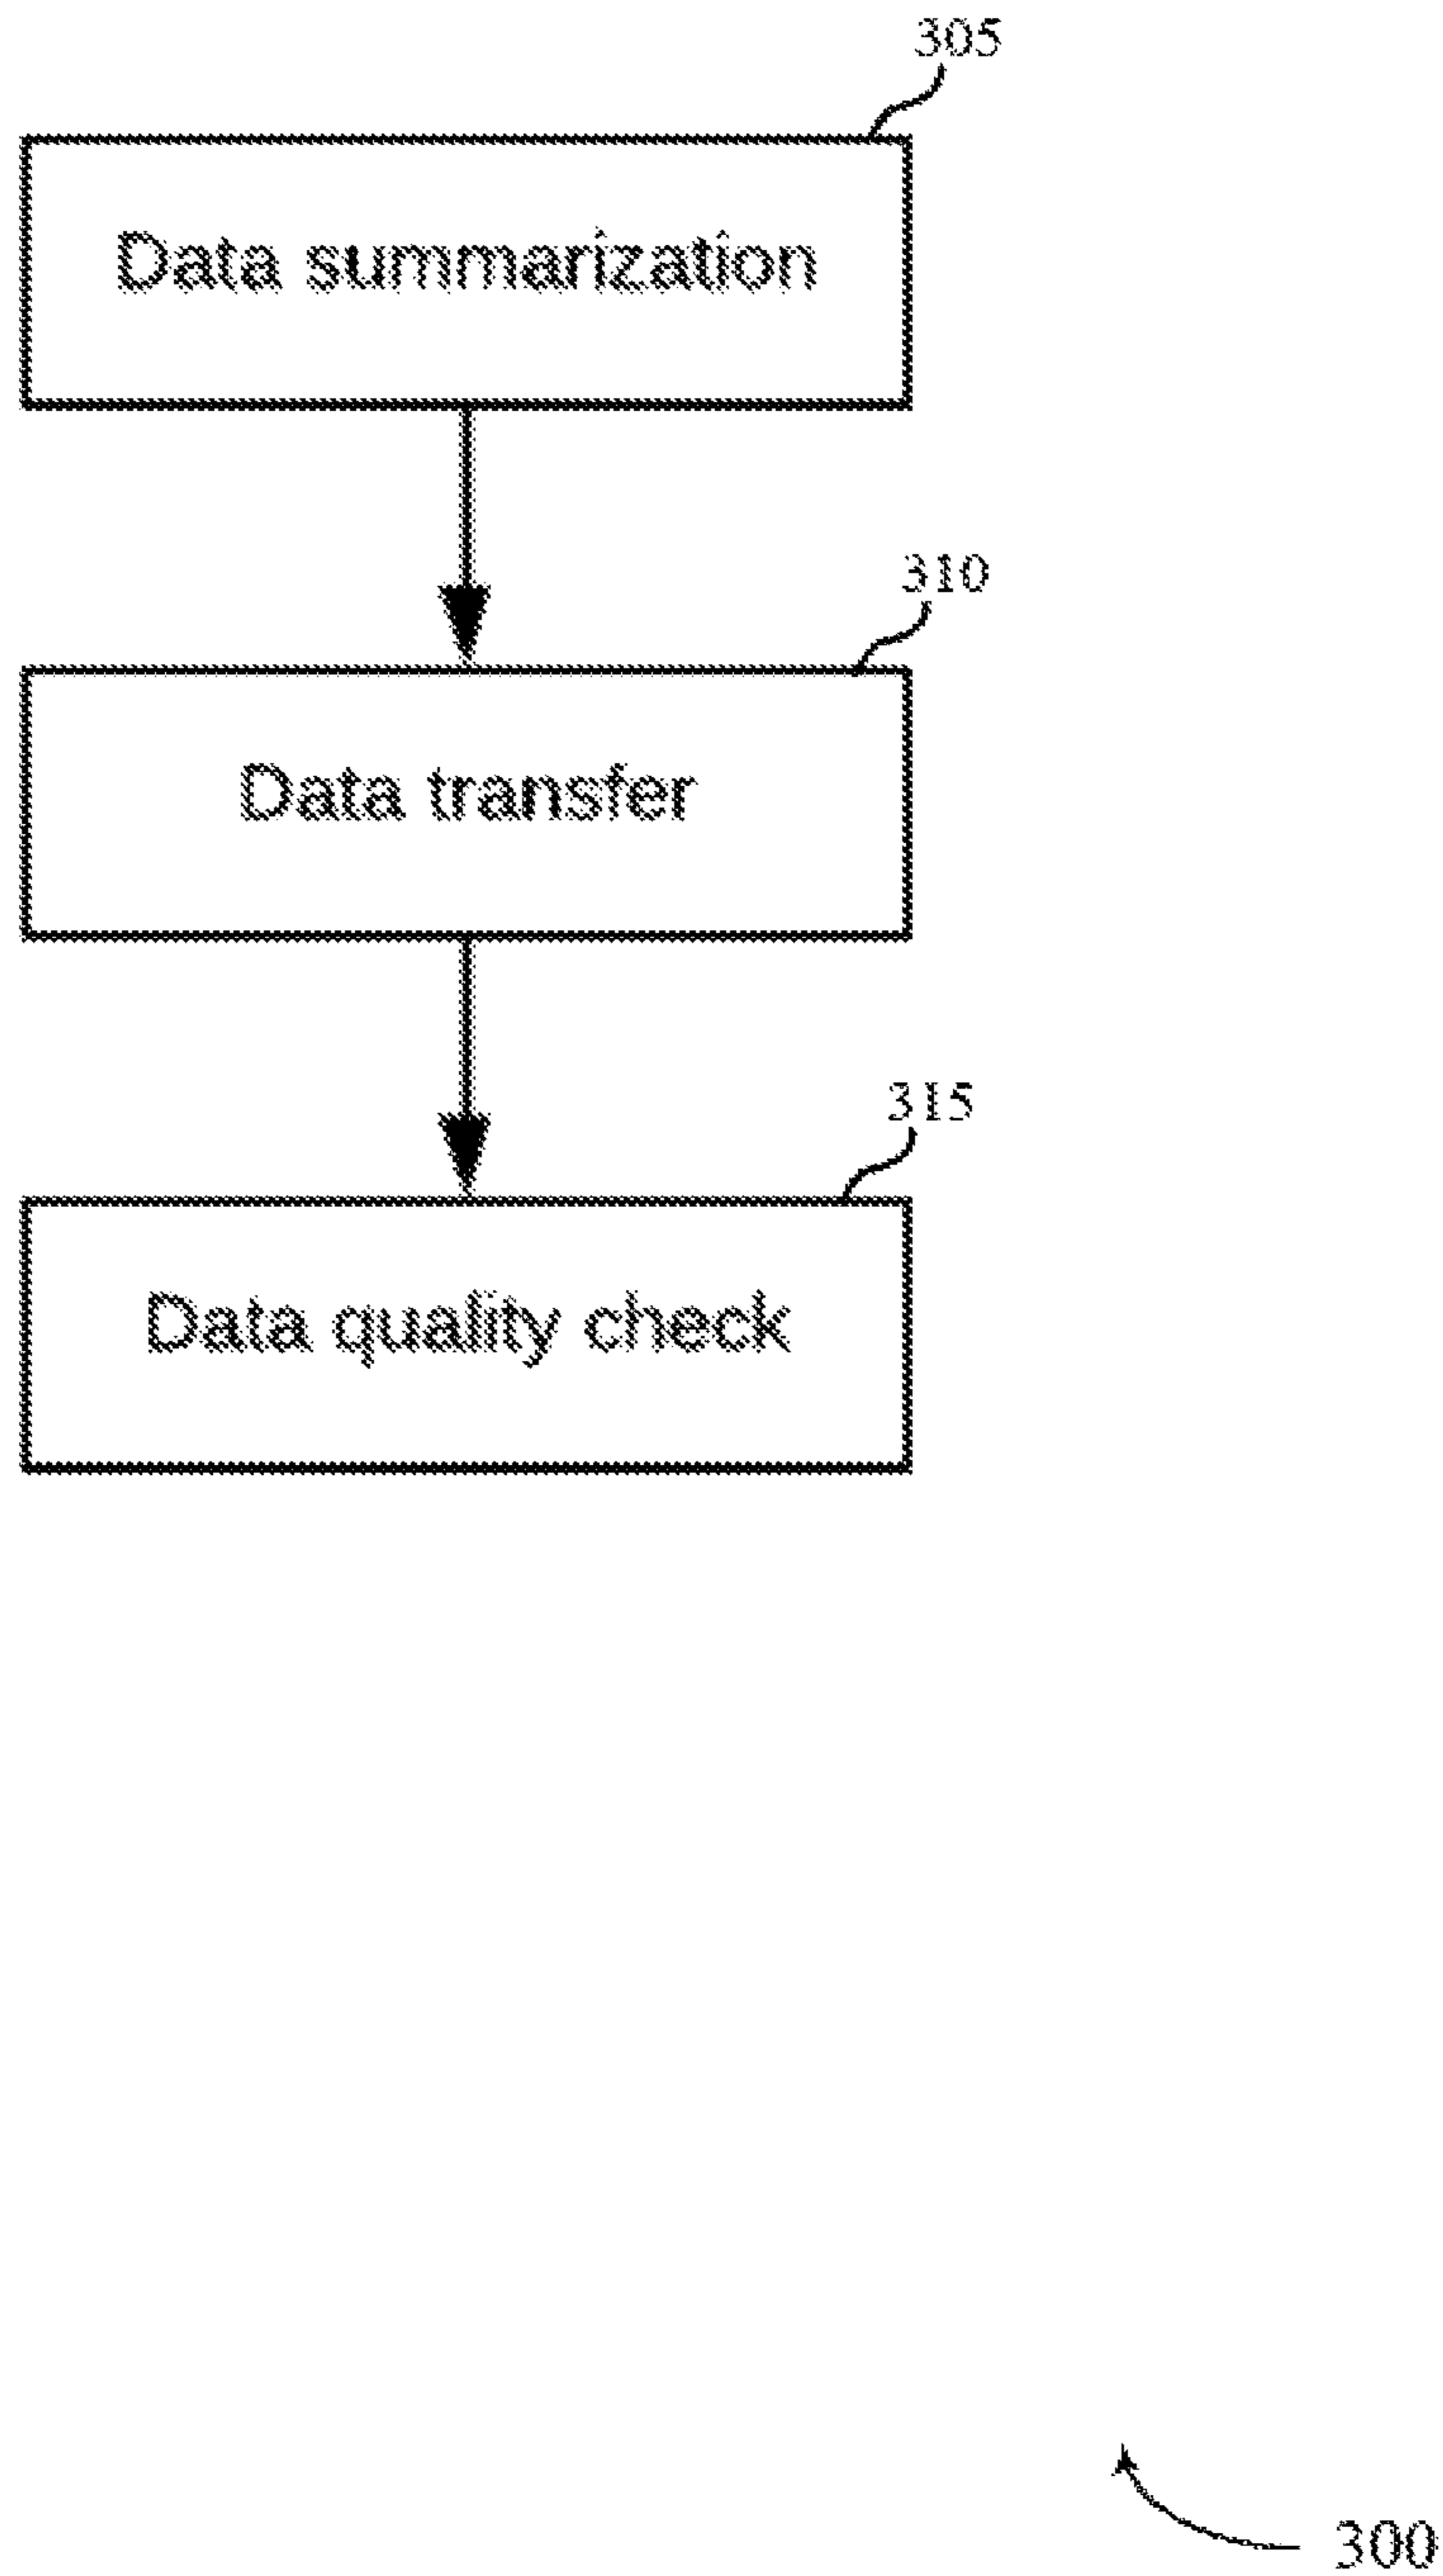 305
Data summarization
310
Data transfer
315
Data quality check
300